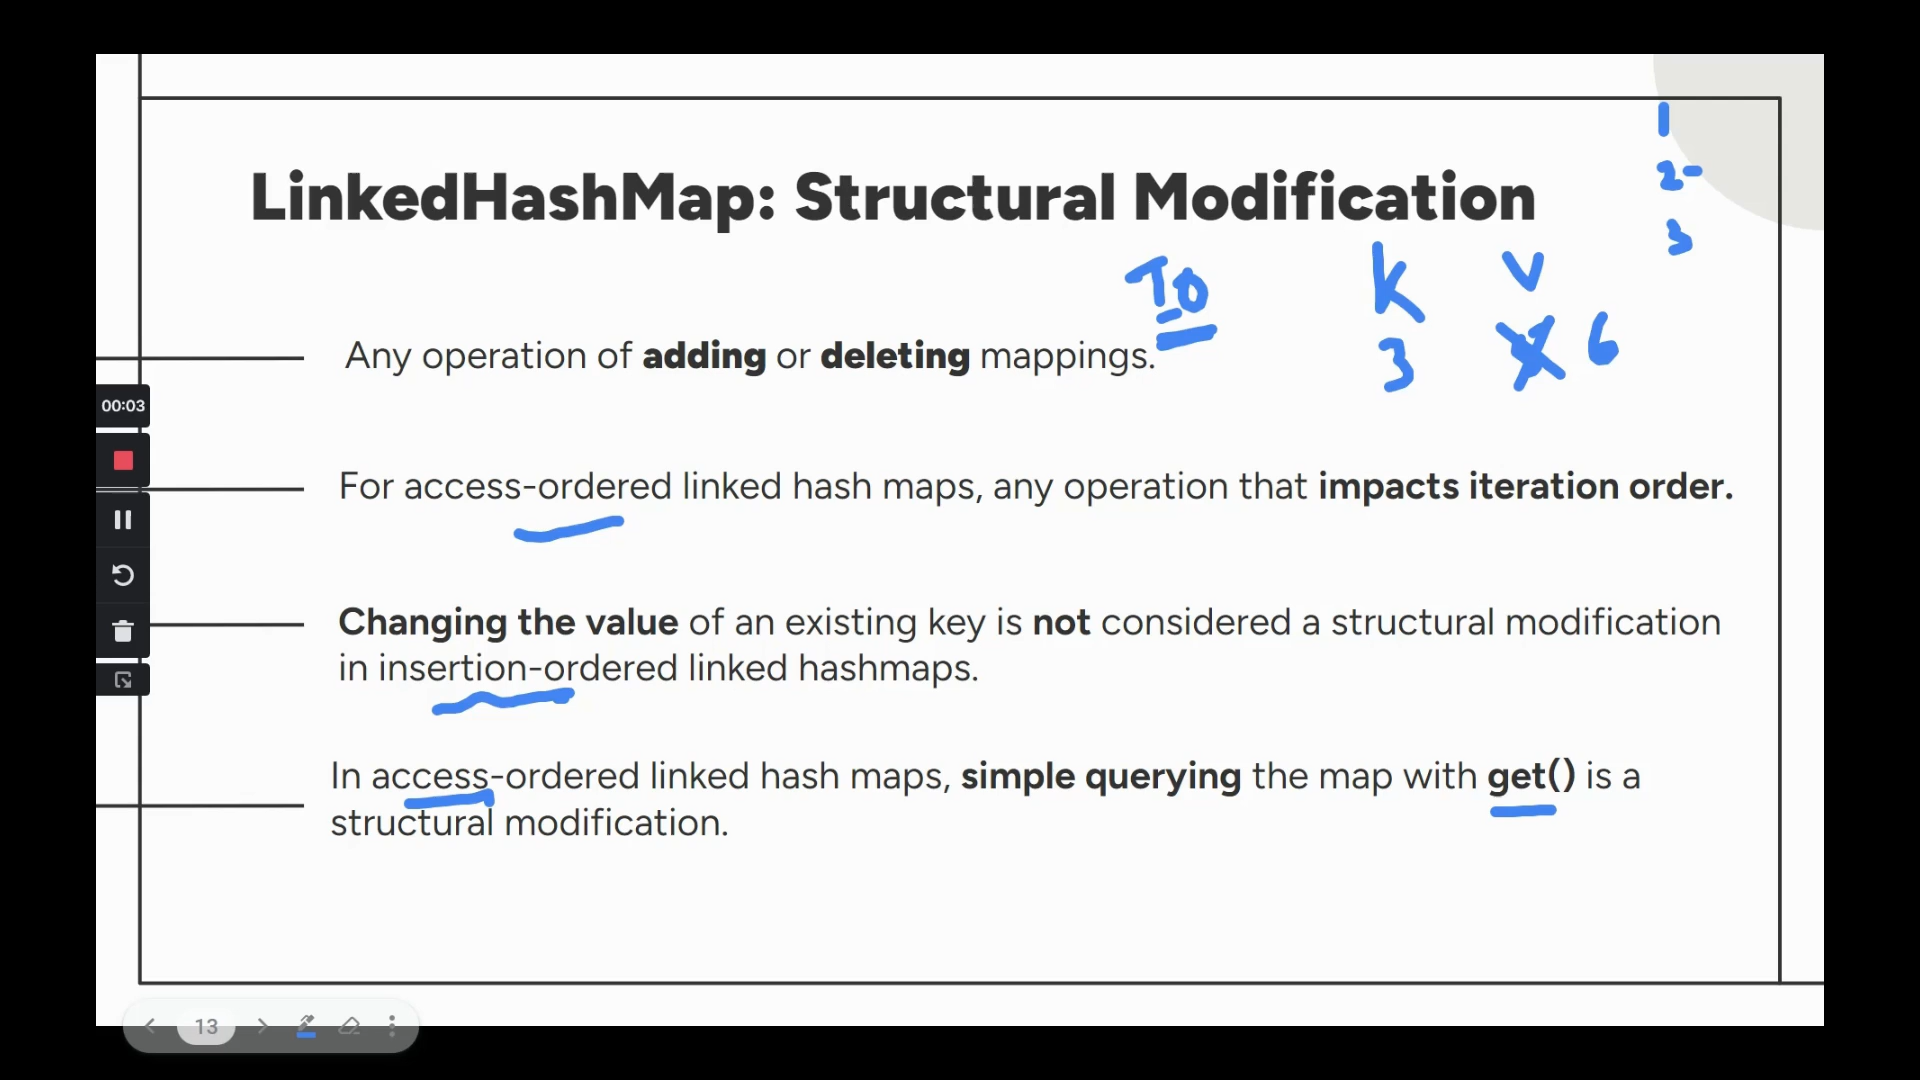 1
2-
LinkedHashMap: Structural Modification
3
K V
Any operation of adding or deleting mappings.
3 6
00:03
For access-ordered linked hash maps, any operation that impacts iteration order.
Changing the value of an existing key is not considered a structural modification
in insertion-ordered linked hashmaps.
In access-ordered linked hash maps, simple querying the map with get() is a
structural modification.
13